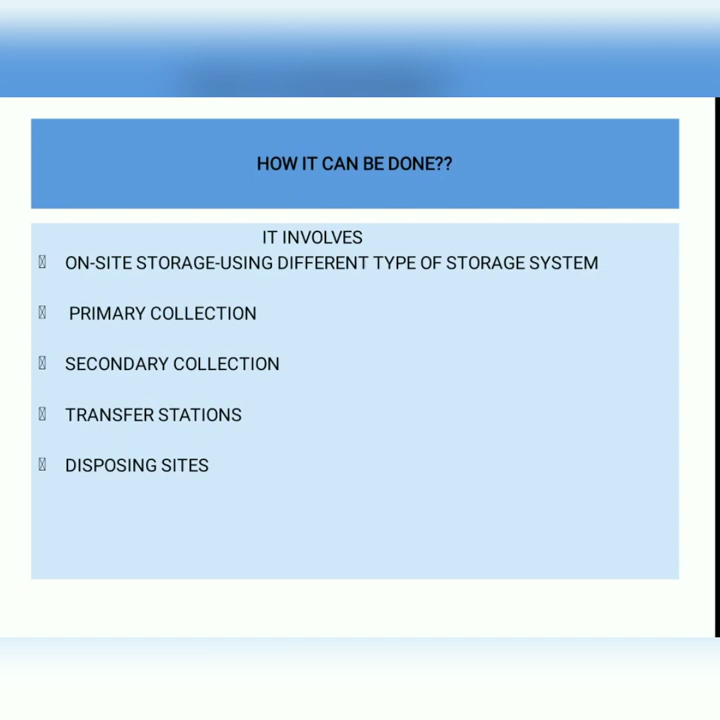 HOW IT CAN BE DONE??
IT INVOLVES
ON-SITE STORAGE-USING DIFFERENT TYPE OF STORAGE SYSTEM
PRIMARY COLLECTION
SECONDARY COLLECTION
TRANSFER STATIONS
DISPOSING SITES